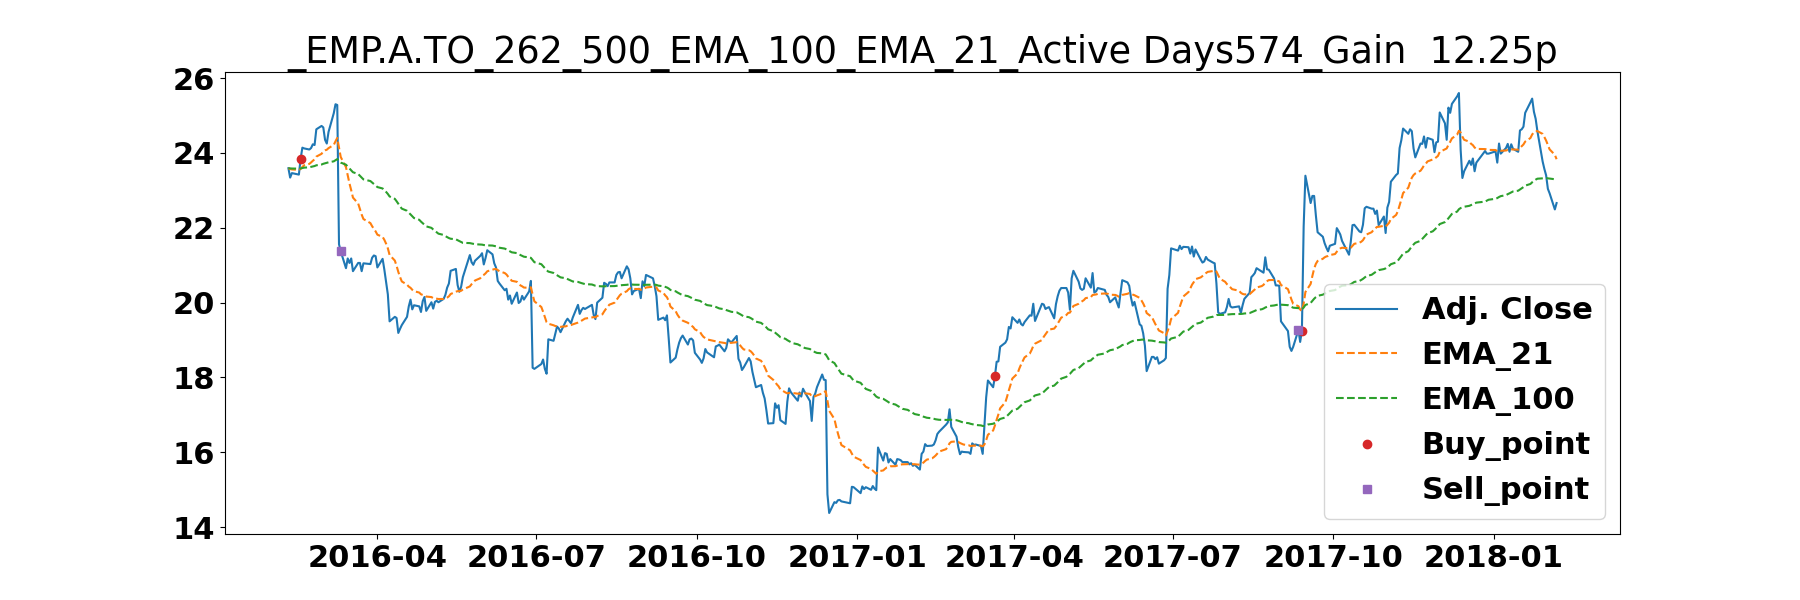 _EMP.A.TO_262_500_EMA_100_EMA_21_Active Days574_Gain  12.25p
26
24
22
20
18
16
14
Adj. Close
EMA_21
EMA_100
Buy_point
Sell_point
2016-04 2016-07 2016-10 2017-01 2017-04 2017-07 2017-10 2018-01